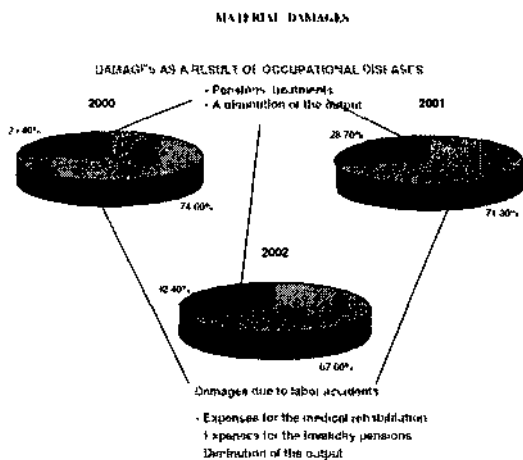 MATERIAL DAMAGES
DAMAGES AS A RESULT OF OCCUPATIONAL DISEASES
- Pensions, treatments
- A diminution of the output
2000
2001
28.70%
74.60%
71.30%
2002
67.60%
Damages due to labor accidents
- Expenses for the medical rehabilitation
Expenses for the invalidity pensions
Diminution of the output